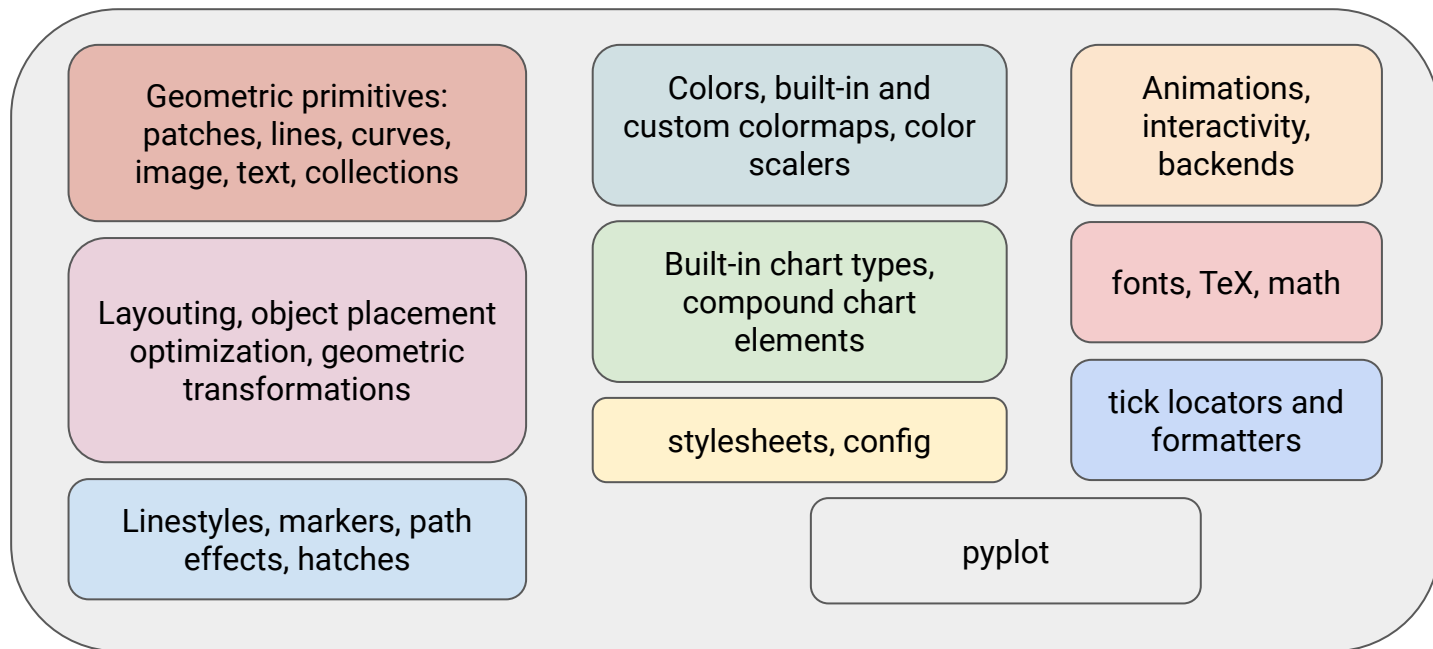 Geometric primitives:
patches, lines, curves,
image, text, collections
Layouting, object placement
optimization, geometric
transformations
Linestyles, markers, path
effects, hatches
Colors, built-in and
custom colormaps, color
scalers
Built-in chart types,
compound chart
elements
stylesheets, config
Animations,
interactivity,
backends
fonts, TeX, math
tick locators and
formatters
pyplot